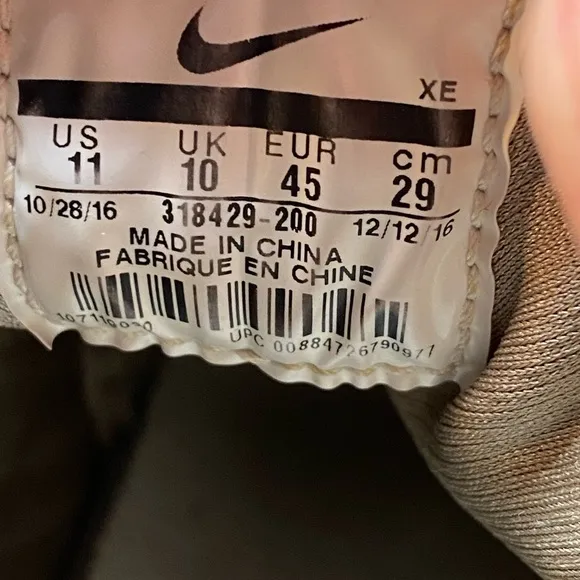 XE
US UK EUR cm
11 10 45 29
10/28/16 318429-200 12/12/16
MADE IN CHINA
FABRIQUE EN CHINE
UPC 00884726790977